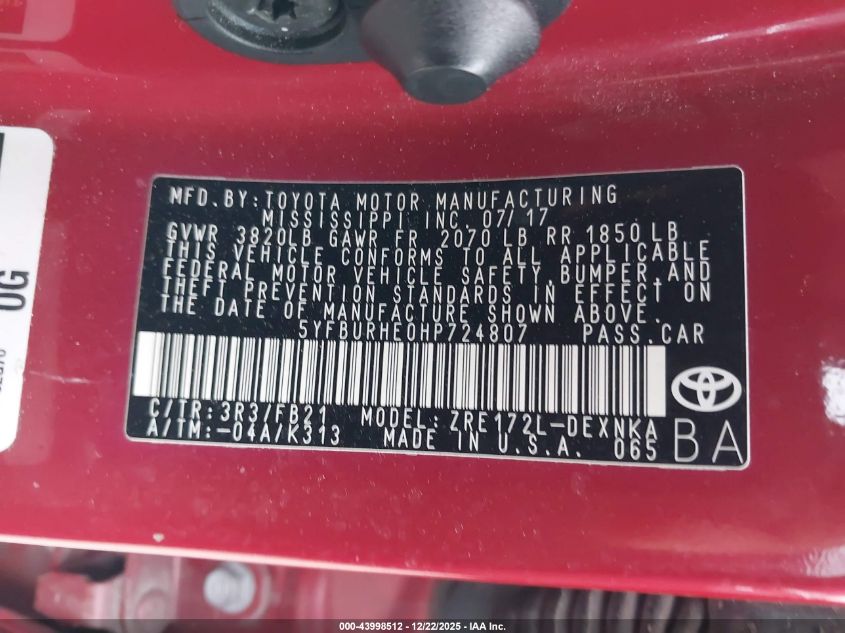 MFD. BY: TOYOTA MOTOR MANUFACTURING
MISSISSIPPI INC. 07/17
GVWR 3820LB GAWR FR 2070 LB RR 1850 LB
THIS VEHICLE CONFORMS TO ALL APPLICABLE
FEDERAL MOTOR VEHICLE SAFETY, BUMPER, AND
THEFT PREVENTION STANDARDS IN EFFECT ON
THE DATE OF MANUFACTURE SHOWN ABOVE.
5YFBURHE0HP724807 PASS. CAR
C/TR: 3R3/FB21 MODEL: ZRE172L-DEXNKA
A/TM: -04A/K313 MADE IN U.S.A. 065
BA
OG
000-43998512 - 12/22/2025 - IAA Inc.